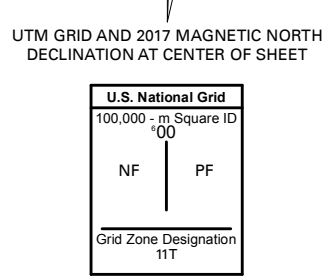 UTM GRID AND 2017 MAGNETIC NORTH
DECLINATION AT CENTER OF SHEET
U.S. National Grid
100,000 - m Square ID
⁶00
NF PF
Grid Zone Designation
11T